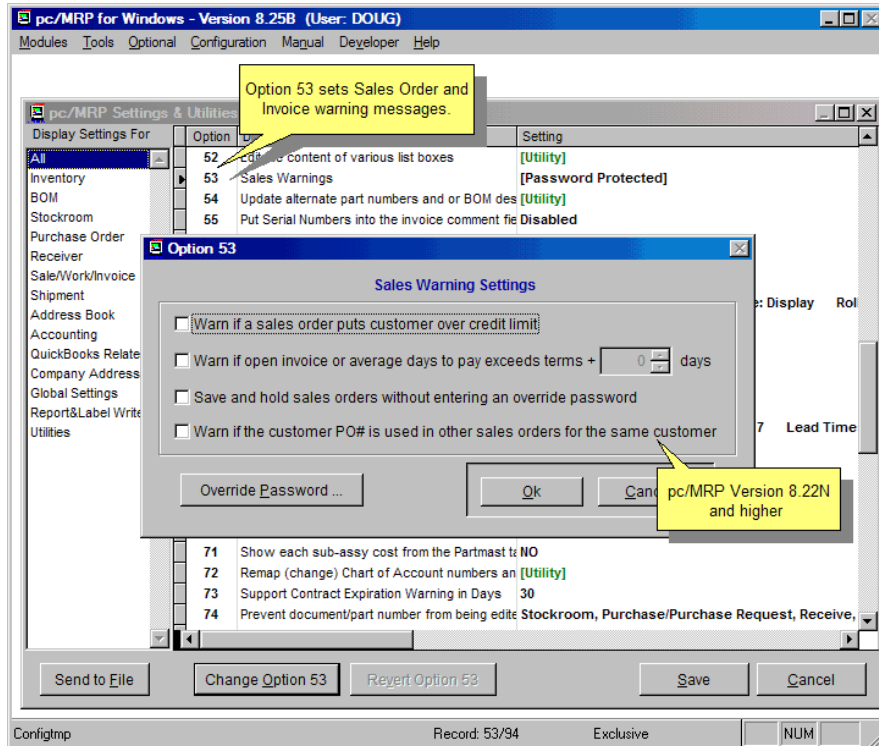 pc/MRP for Windows - Version 8.25B (User: DOUG)
Modules Tools Optional Configuration Manual Developer Help
Option 53 sets Sales Order and
Invoice warning messages.
pc/MRP Settings & Utilities
Display Settings For
Option
Setting
All
Inventory
BOM
Stockroom
Purchase Order
Receiver
Sale/Work/Invoice
Shipment
Address Book
Accounting
QuickBooks Relate
Company Address
Global Settings
Report&Label Write
Utilities
52 content of various list boxes [Utility]
53 Sales Warnings [Password Protected]
54 Update alternate part numbers and or BOM des [Utility]
55 Put Serial Numbers into the invoice comment fie Disabled
e: Display Rol
7 Lead Time
Option 53
Sales Warning Settings
Warn if a sales order puts customer over credit limit
Warn if open invoice or average days to pay exceeds terms + 0 days
Save and hold sales orders without entering an override password
Warn if the customer PO# is used in other sales orders for the same customer
Override Password ...
Ok
Canc
pc/MRP Version 8.22N
and higher
71 Show each sub-assy cost from the Partmast ta NO
72 Remap (change) Chart of Account numbers an [Utility]
73 Support Contract Expiration Warning in Days 30
74 Prevent document/part number from being edite Stockroom, Purchase/Purchase Request, Receive,
Send to File
Change Option 53
Revert Option 53
Save
Cancel
Configtmp
Record: 53/94
Exclusive
NUM